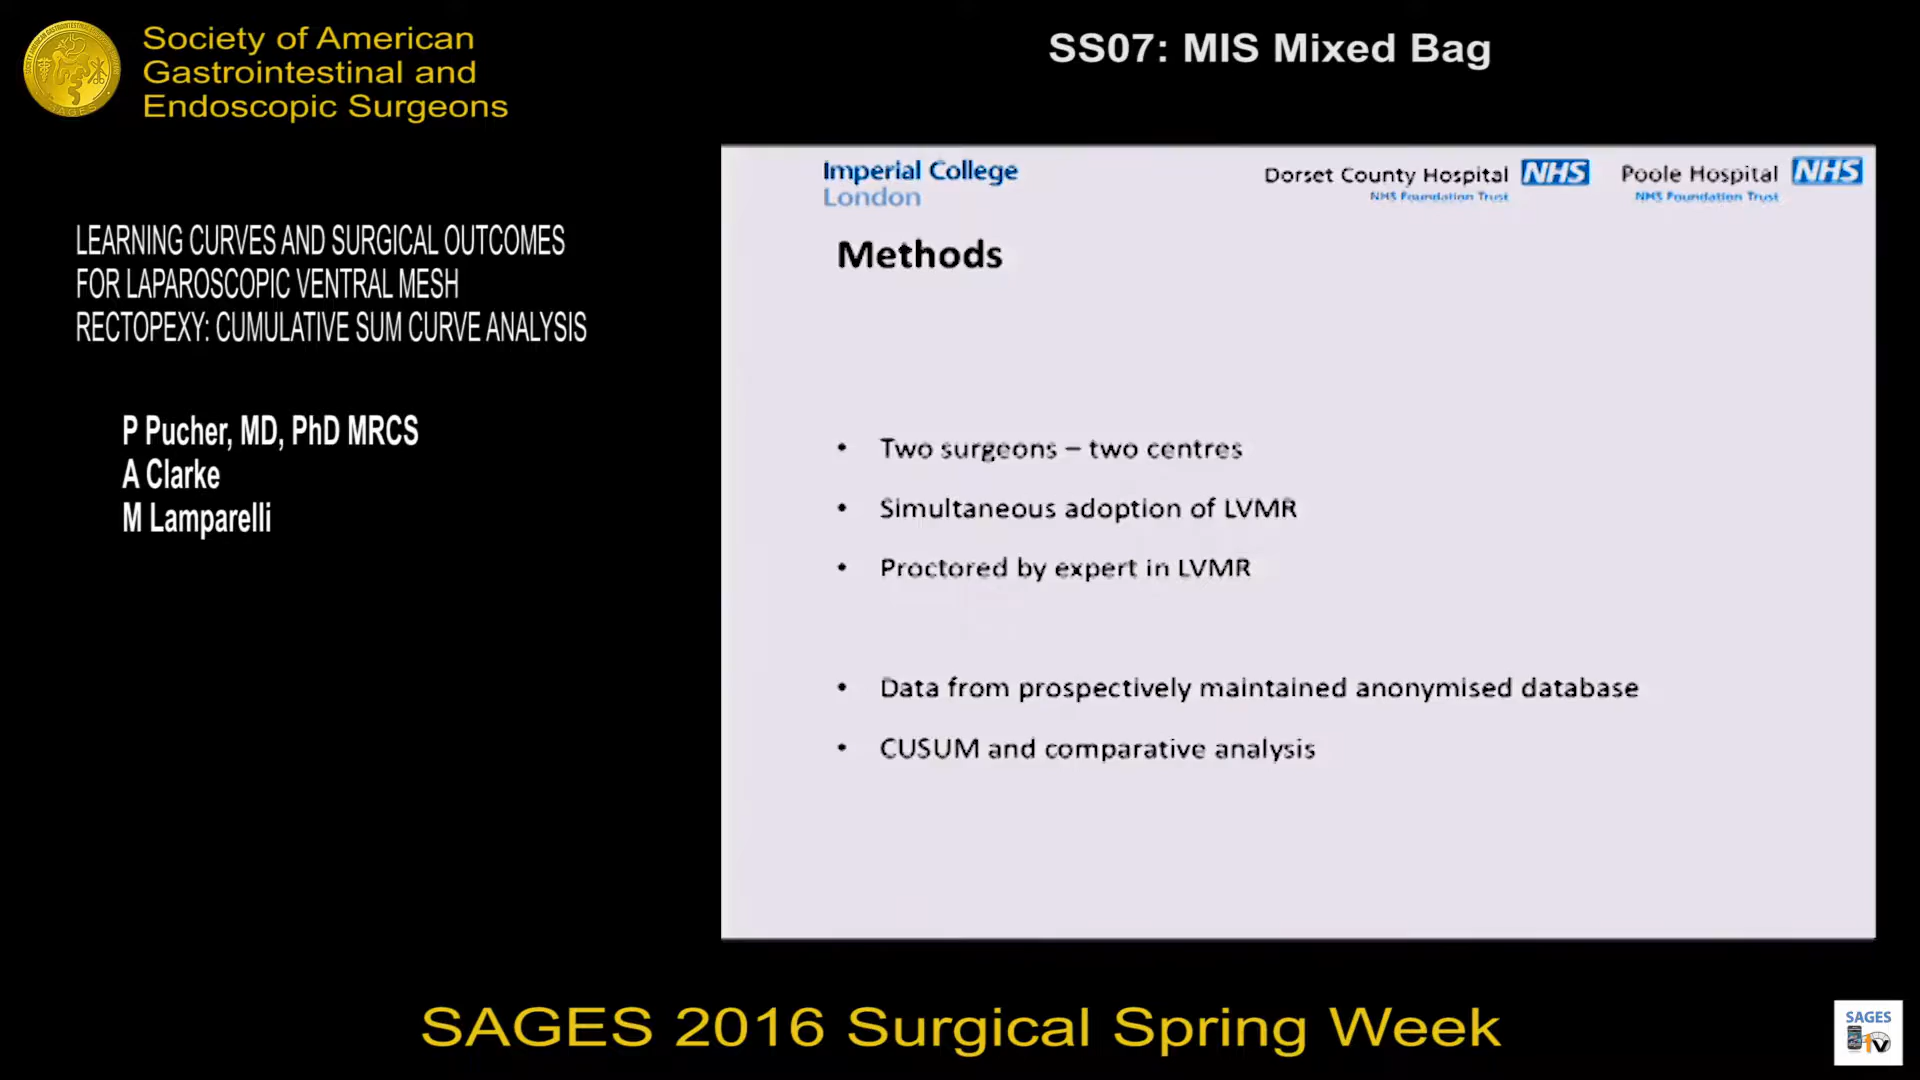 Society of American
Gastrointestinal and
Endoscopic Surgeons
SS07: MIS Mixed Bag
LEARNING CURVES AND SURGICAL OUTCOMES
FOR LAPAROSCOPIC VENTRAL MESH
RECTOPEXY: CUMULATIVE SUM CURVE ANALYSIS
P Pucher, MD, PhD MRCS
A Clarke
M Lamparelli
Imperial College
London
Dorset County Hospital NHS
NHS Foundation Trust
Poole Hospital NHS
NHS Foundation Trust
Methods
• Two surgeons – two centres
• Simultaneous adoption of LVMR
• Proctored by expert in LVMR
• Data from prospectively maintained anonymised database
• CUSUM and comparative analysis
SAGES 2016 Surgical Spring Week
SAGES
TV